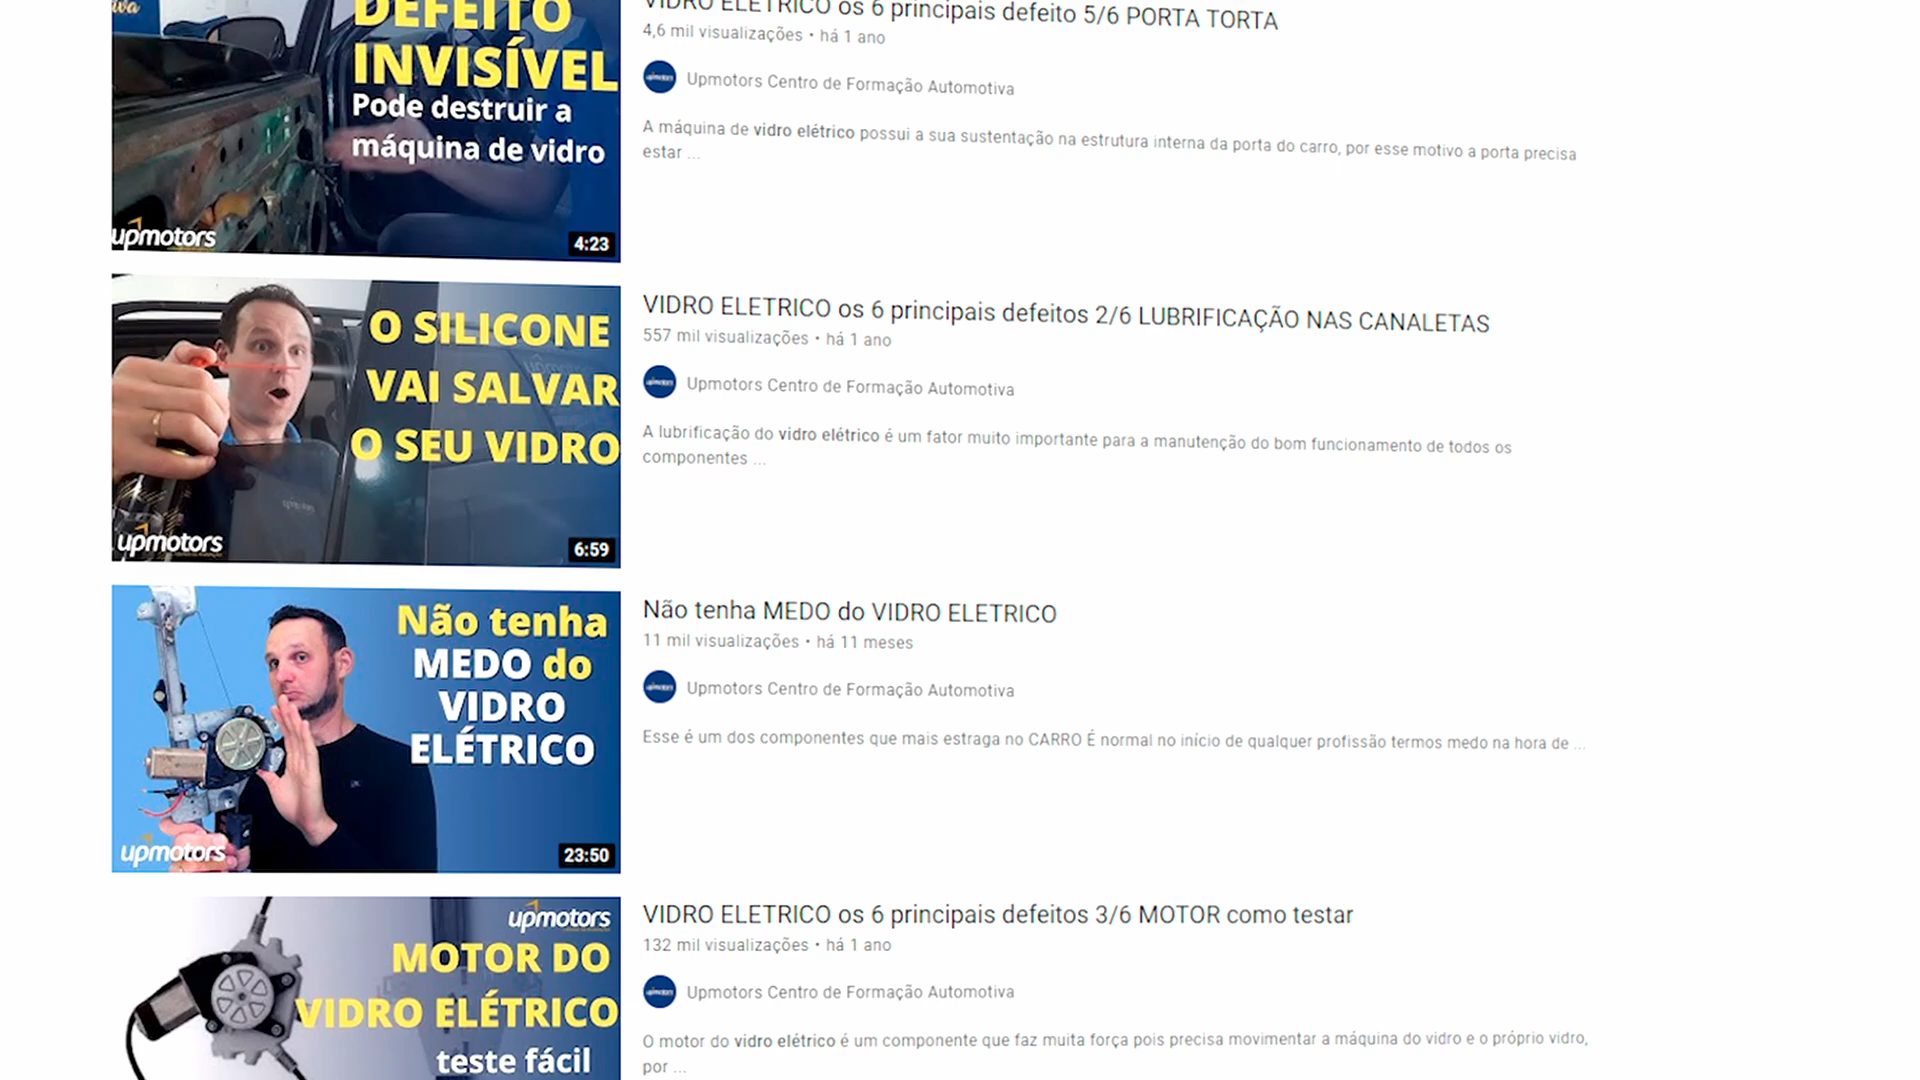 DEFEITO
INVISÍVEL
Pode destruir a
máquina de vidro
upmotors
4:23
VIDRO ELETRICO os 6 principais defeito 5/6 PORTA TORTA
4,6 mil visualizações • há 1 ano
Upmotors Centro de Formação Automotiva
A máquina de vidro elétrico possui a sua sustentação na estrutura interna da porta do carro, por esse motivo a porta precisa
estar ...
O SILICONE
VAI SALVAR
O SEU VIDRO
upmotors
6:59
VIDRO ELETRICO os 6 principais defeitos 2/6 LUBRIFICAÇÃO NAS CANALETAS
557 mil visualizações • há 1 ano
Upmotors Centro de Formação Automotiva
A lubrificação do vidro elétrico é um fator muito importante para a manutenção do bom funcionamento de todos os
componentes ...
Não tenha
MEDO do
VIDRO
ELÉTRICO
upmotors
23:50
Não tenha MEDO do VIDRO ELETRICO
11 mil visualizações • há 11 meses
Upmotors Centro de Formação Automotiva
Esse é um dos componentes que mais estraga no CARRO É normal no início de qualquer profissão termos medo na hora de ...
upmotors
MOTOR DO
VIDRO ELÉTRICO
teste fácil
VIDRO ELETRICO os 6 principais defeitos 3/6 MOTOR como testar
132 mil visualizações • há 1 ano
Upmotors Centro de Formação Automotiva
O motor do vidro elétrico é um componente que faz muita força pois precisa movimentar a máquina do vidro e o próprio vidro,
por ...